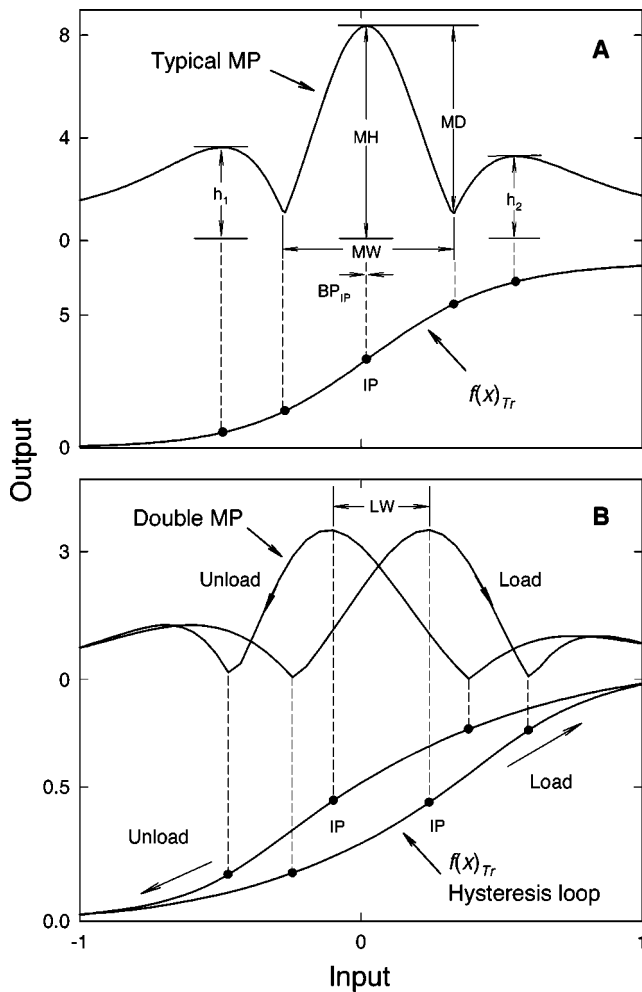 8
A
Typical MP
MH
MD
4
h1
h2
0
MW
BPIP
5
IP
f(x)Tr
0
Output
LW
B
Double MP
3
Unload
Load
0
0.5
IP
IP
Load
Unload
f(x)Tr
Hysteresis loop
0.0
-1
0
1
Input